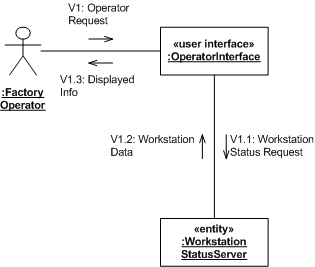 V1: Operator
Request
«user interface»
:OperatorInterface
V1.3: Displayed
Info
:Factory
Operator
V1.2: Workstation
Data
V1.1: Workstation
Status Request
«entity»
:Workstation
StatusServer